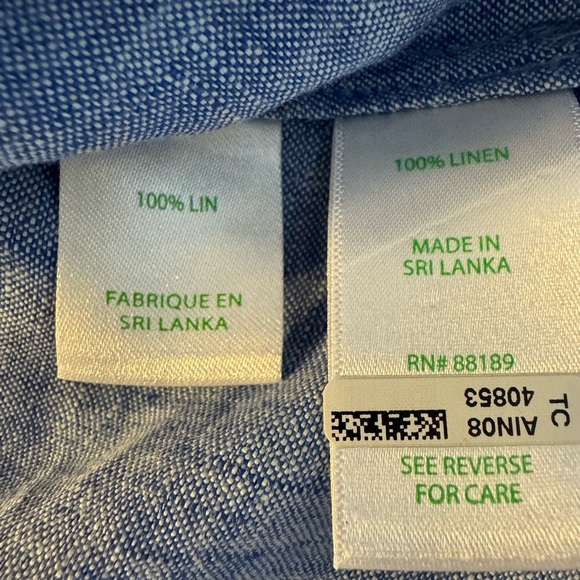 100% LIN
FABRIQUE EN
SRI LANKA
100% LINEN
MADE IN
SRI LANKA
RN# 88189
TC
AIN08
40853
SEE REVERSE
FOR CARE